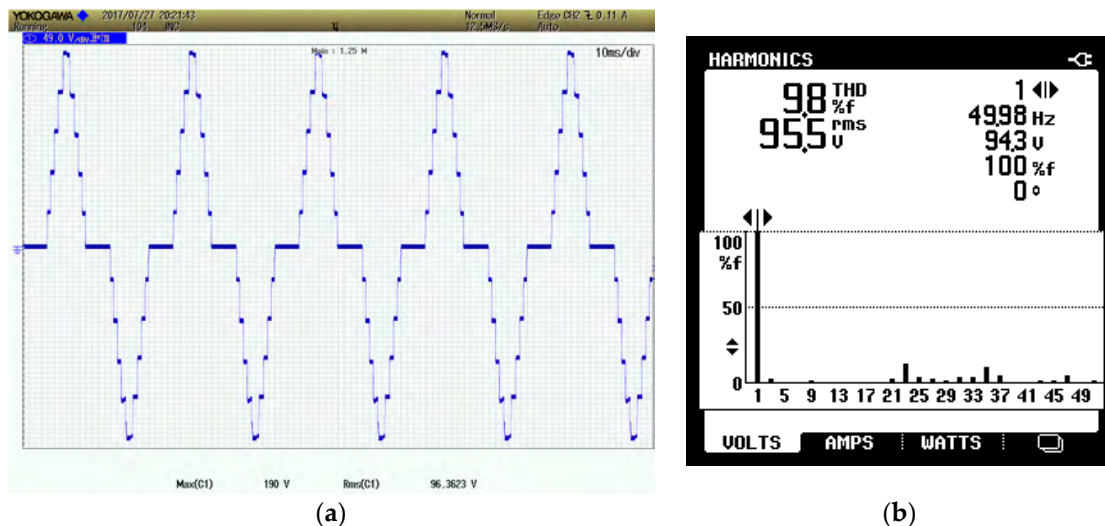 YOKOGAWA 2017/07/27 20:21:43 Normal Edge CH2 0.11 A
Running 12.5MS/s Auto
49.0 V
Main : 1.25 M 10ms/div
Max(C1) 190 V Rms(C1) 96.3623 V
(a)
HARMONICS
9.8 THD %f
95.5 rms V
1
49.98 Hz
94.3 V
100 %f
0 °
100
%f
50
0
1 5 9 13 17 21 25 29 33 37 41 45 49
VOLTS AMPS WATTS
(b)